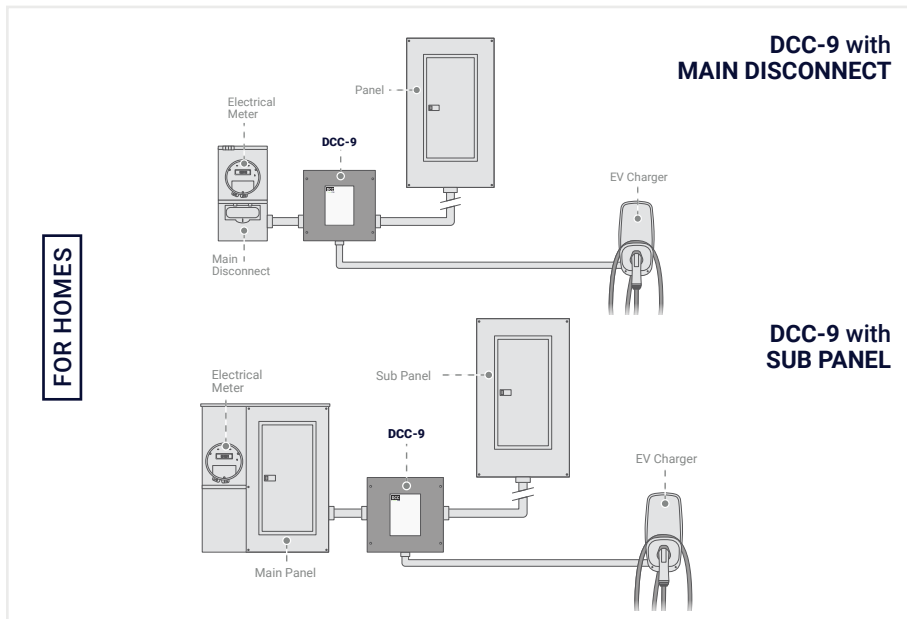 FOR HOMES
DCC-9 with
MAIN DISCONNECT
Electrical
Meter
Panel
DCC-9
EV Charger
Main
Disconnect
DCC-9 with
SUB PANEL
Electrical
Meter
Sub Panel
DCC-9
EV Charger
Main Panel